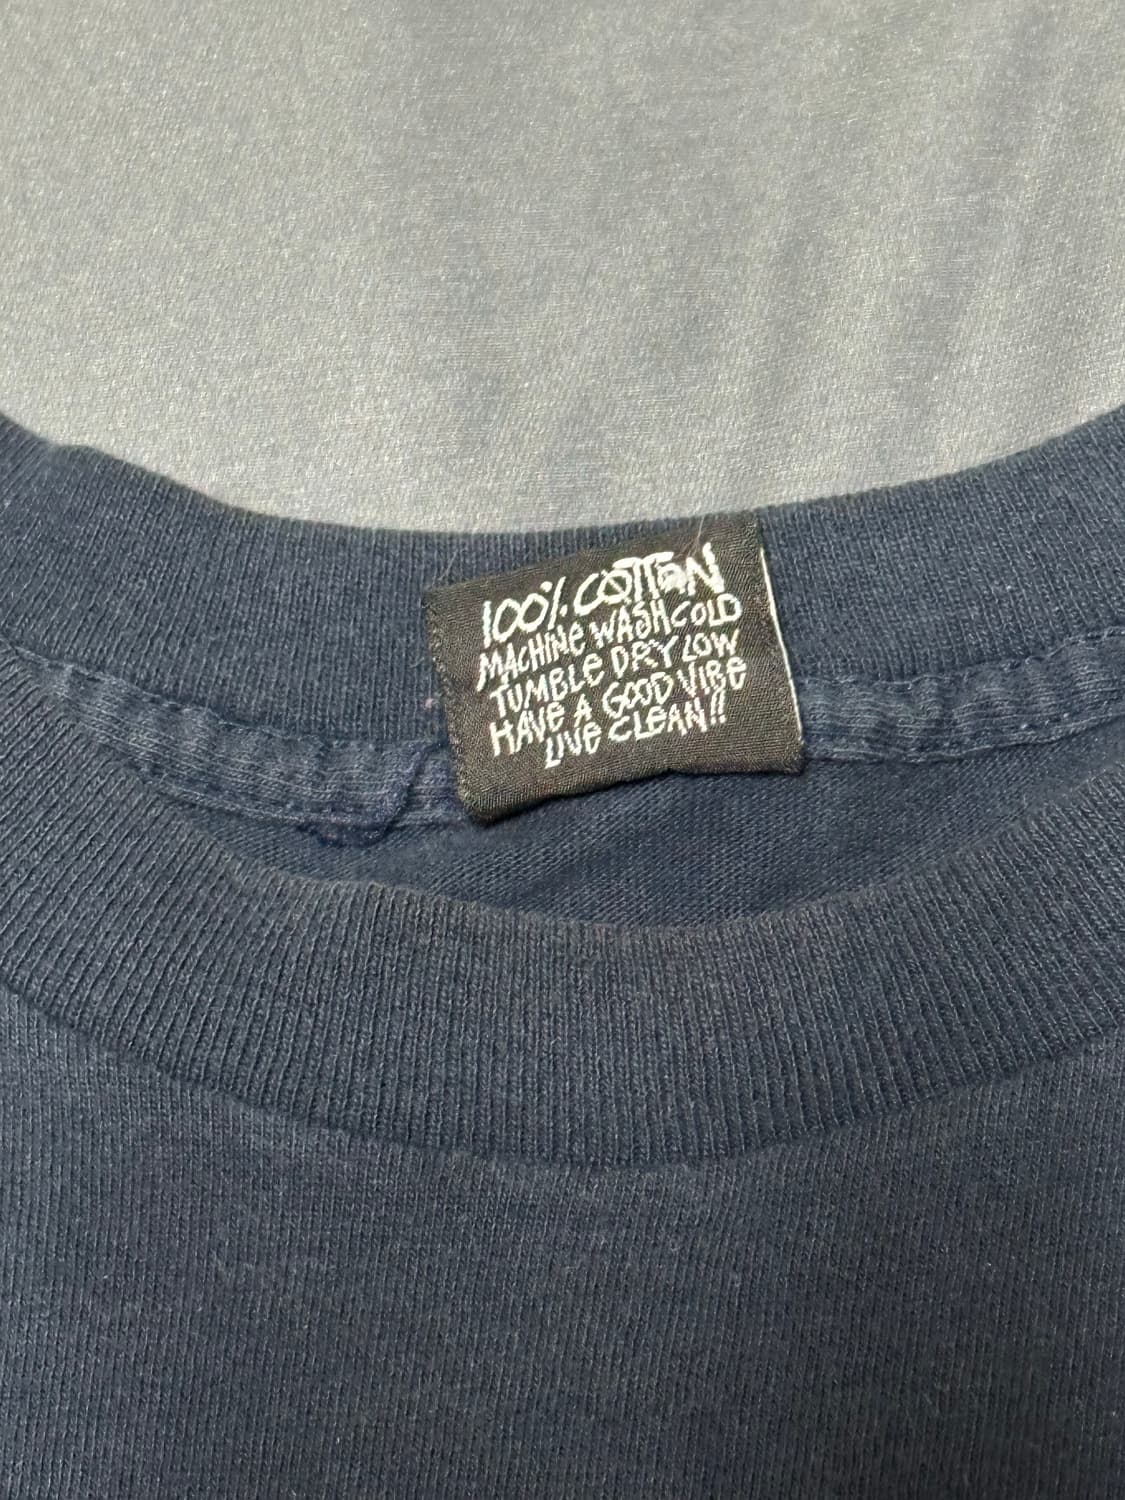 100% COTTON
MACHINE WASH COLD
TUMBLE DRY LOW
HAVE A GOOD VIBE
LIVE CLEAN!!